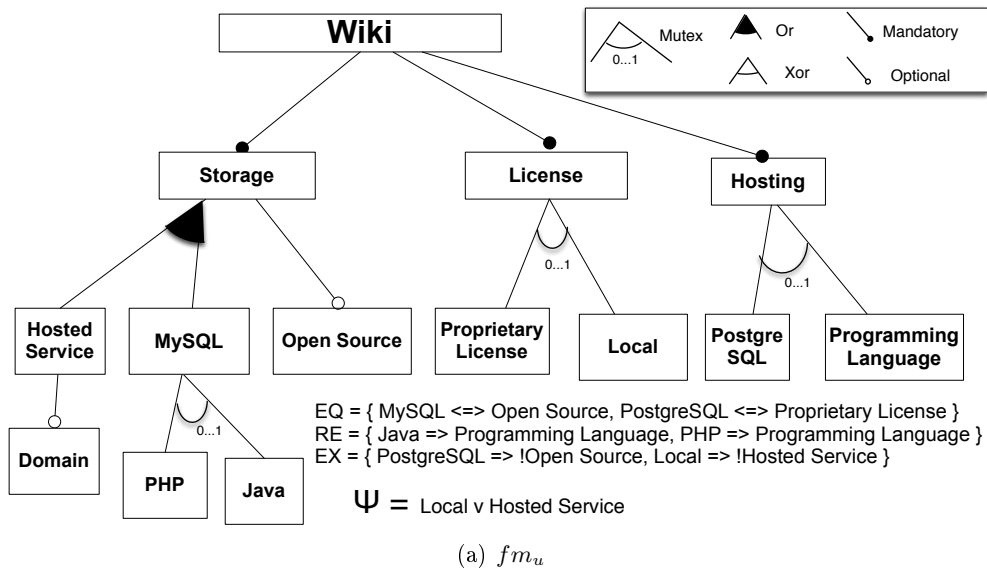 Wiki
Mutex
0...1
Or
Xor
Mandatory
Optional
Storage
License
Hosting
0...1
0...1
Hosted
Service
MySQL
Open Source
Proprietary
License
Local
Postgre
SQL
Programming
Language
0...1
Domain
PHP
Java
EQ = { MySQL <=> Open Source, PostgreSQL <=> Proprietary License }
RE = { Java => Programming Language, PHP => Programming Language }
EX = { PostgreSQL => !Open Source, Local => !Hosted Service }
Ψ = Local v Hosted Service
(a) fm_u